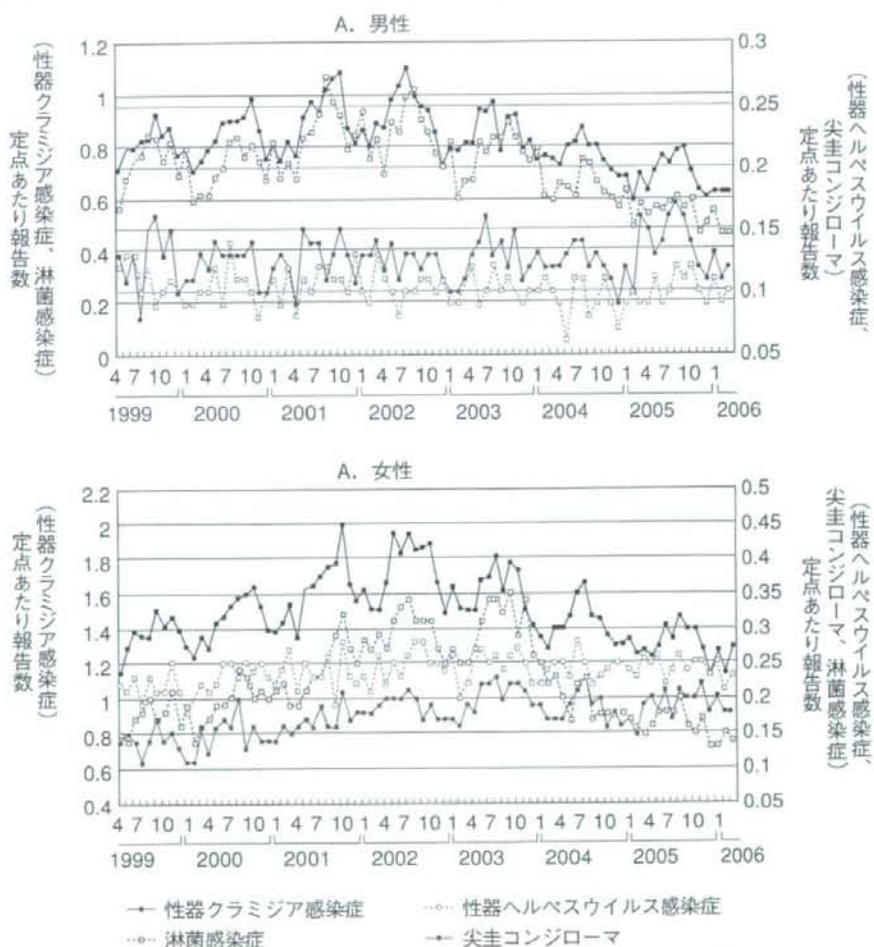 A. 男性
(性器クラミジア感染症、淋菌感染症)
定点あたり報告数
1.2
1
0.8
0.6
0.4
0.2
0
0.3
0.25
0.2
0.15
0.1
0.05
(性器ヘルペスウイルス感染症、
尖圭コンジローマ)
定点あたり報告数
4 7 10 1 4 7 10 1 4 7 10 1 4 7 10 1 4 7 10 1 4 7 10 1 4 7 10 1
1999 2000 2001 2002 2003 2004 2005 2006
A. 女性
(性器クラミジア感染症)
定点あたり報告数
2.2
2
1.8
1.6
1.4
1.2
1
0.8
0.6
0.4
0.5
0.45
0.4
0.35
0.3
0.25
0.2
0.15
0.1
0.05
(性器ヘルペスウイルス感染症、
尖圭コンジローマ、淋菌感染症)
定点あたり報告数
4 7 10 1 4 7 10 1 4 7 10 1 4 7 10 1 4 7 10 1 4 7 10 1 4 7 10 1
1999 2000 2001 2002 2003 2004 2005 2006
性器クラミジア感染症 性器ヘルペスウイルス感染症
淋菌感染症 尖圭コンジローマ